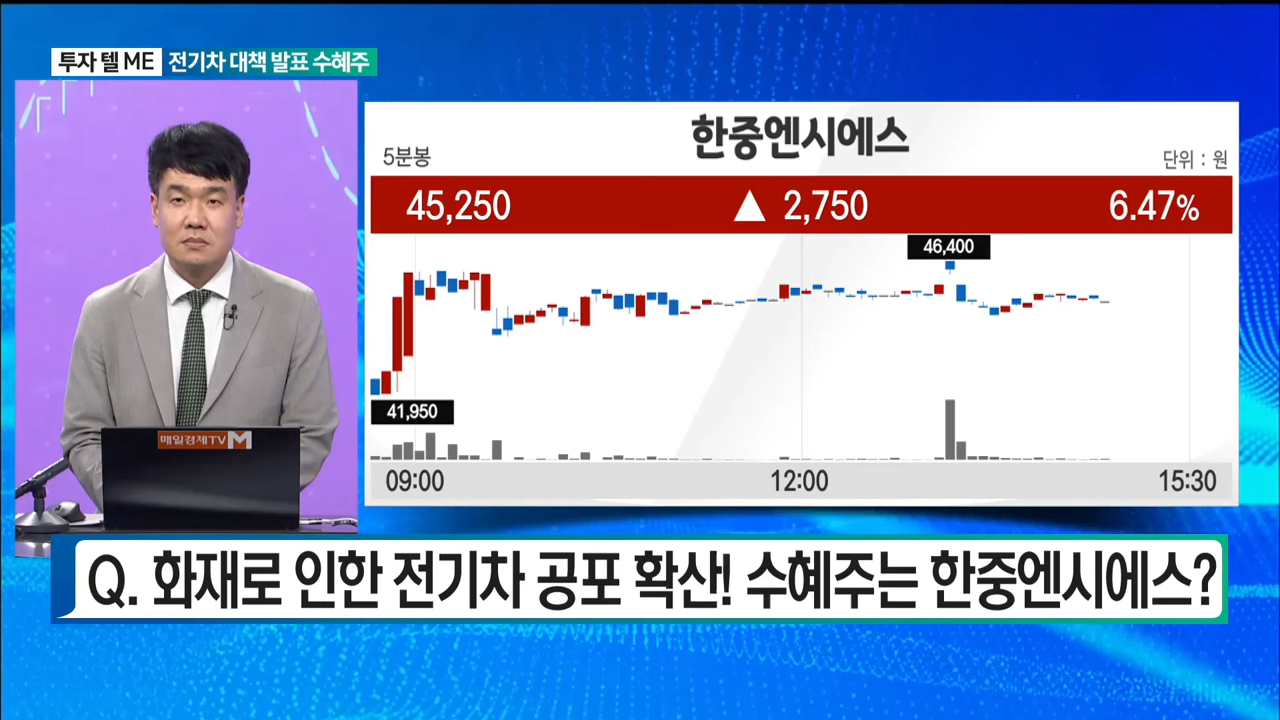 투자 텔 ME 전기차 대책 발표 수혜주
한중엔시에스
5분봉
단위 : 원
45,250 ▲ 2,750 6.47%
46,400
41,950
09:00 12:00 15:30
매일경제TV M
Q. 화재로 인한 전기차 공포 확산! 수혜주는 한중엔시에스?